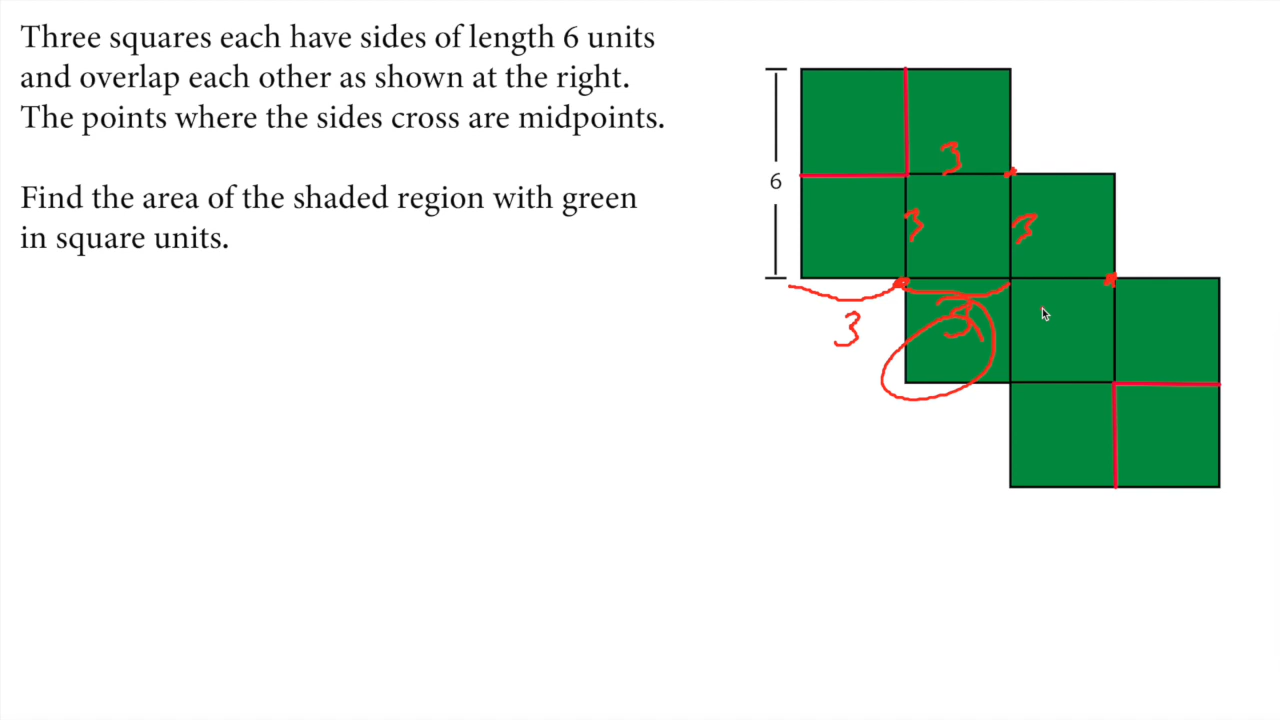 Three squares each have sides of length 6 units
and overlap each other as shown at the right.
The points where the sides cross are midpoints.
Find the area of the shaded region with green
in square units.
3
6
3
3
3
3